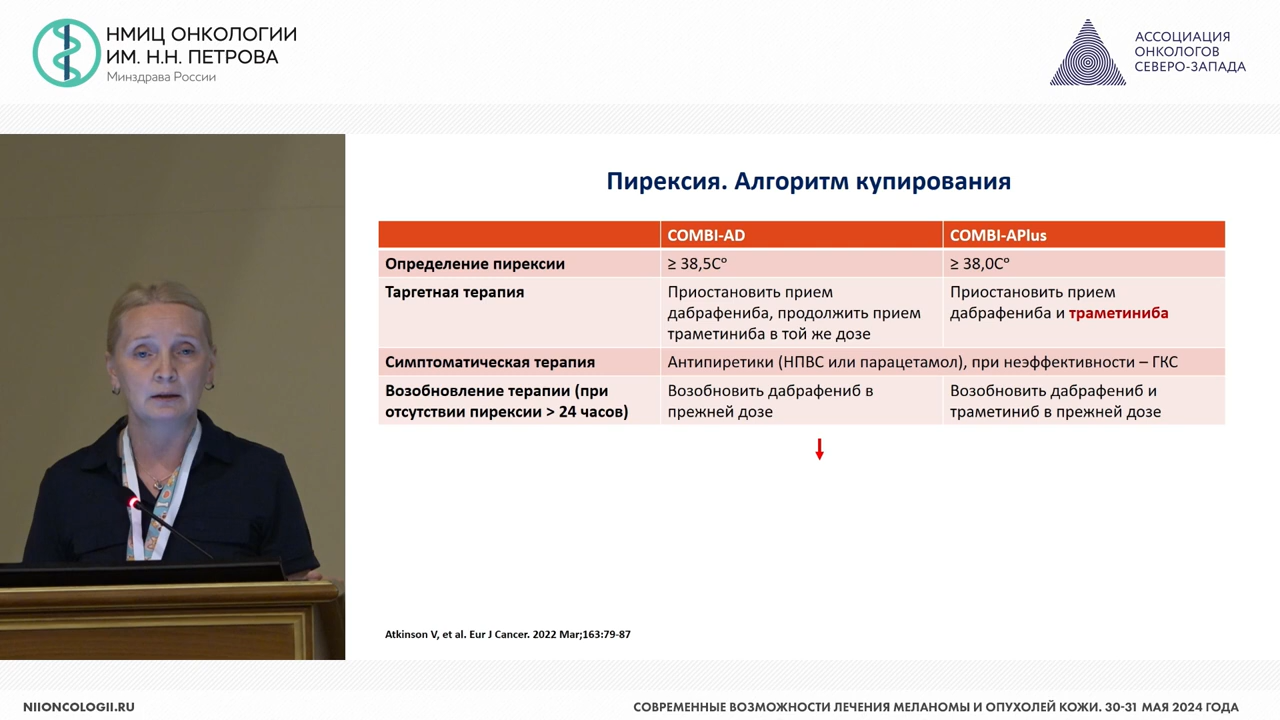 НМИЦ ОНКОЛОГИИ
ИМ. Н.Н. ПЕТРОВА
Минздрава России
АССОЦИАЦИЯ
ОНКОЛОГОВ
СЕВЕРО-ЗАПАДА
Пирексия. Алгоритм купирования
COMBI-AD
COMBI-APlus
Определение пирексии
≥ 38,5C°
≥ 38,0C°
Таргетная терапия
Приостановить прием
дабрафениба, продолжить прием
траметиниба в той же дозе
Приостановить прием
дабрафениба и траметиниба
Симптоматическая терапия
Антипиретики (НПВС или парацетамол), при неэффективности – ГКС
Возобновление терапии (при
отсутствии пирексии > 24 часов)
Возобновить дабрафениб в
прежней дозе
Возобновить дабрафениб и
траметиниб в прежней дозе
Atkinson V, et al. Eur J Cancer. 2022 Mar;163:79-87
NIIONCOLOGII.RU
СОВРЕМЕННЫЕ ВОЗМОЖНОСТИ ЛЕЧЕНИЯ МЕЛАНОМЫ И ОПУХОЛЕЙ КОЖИ. 30-31 МАЯ 2024 ГОДА